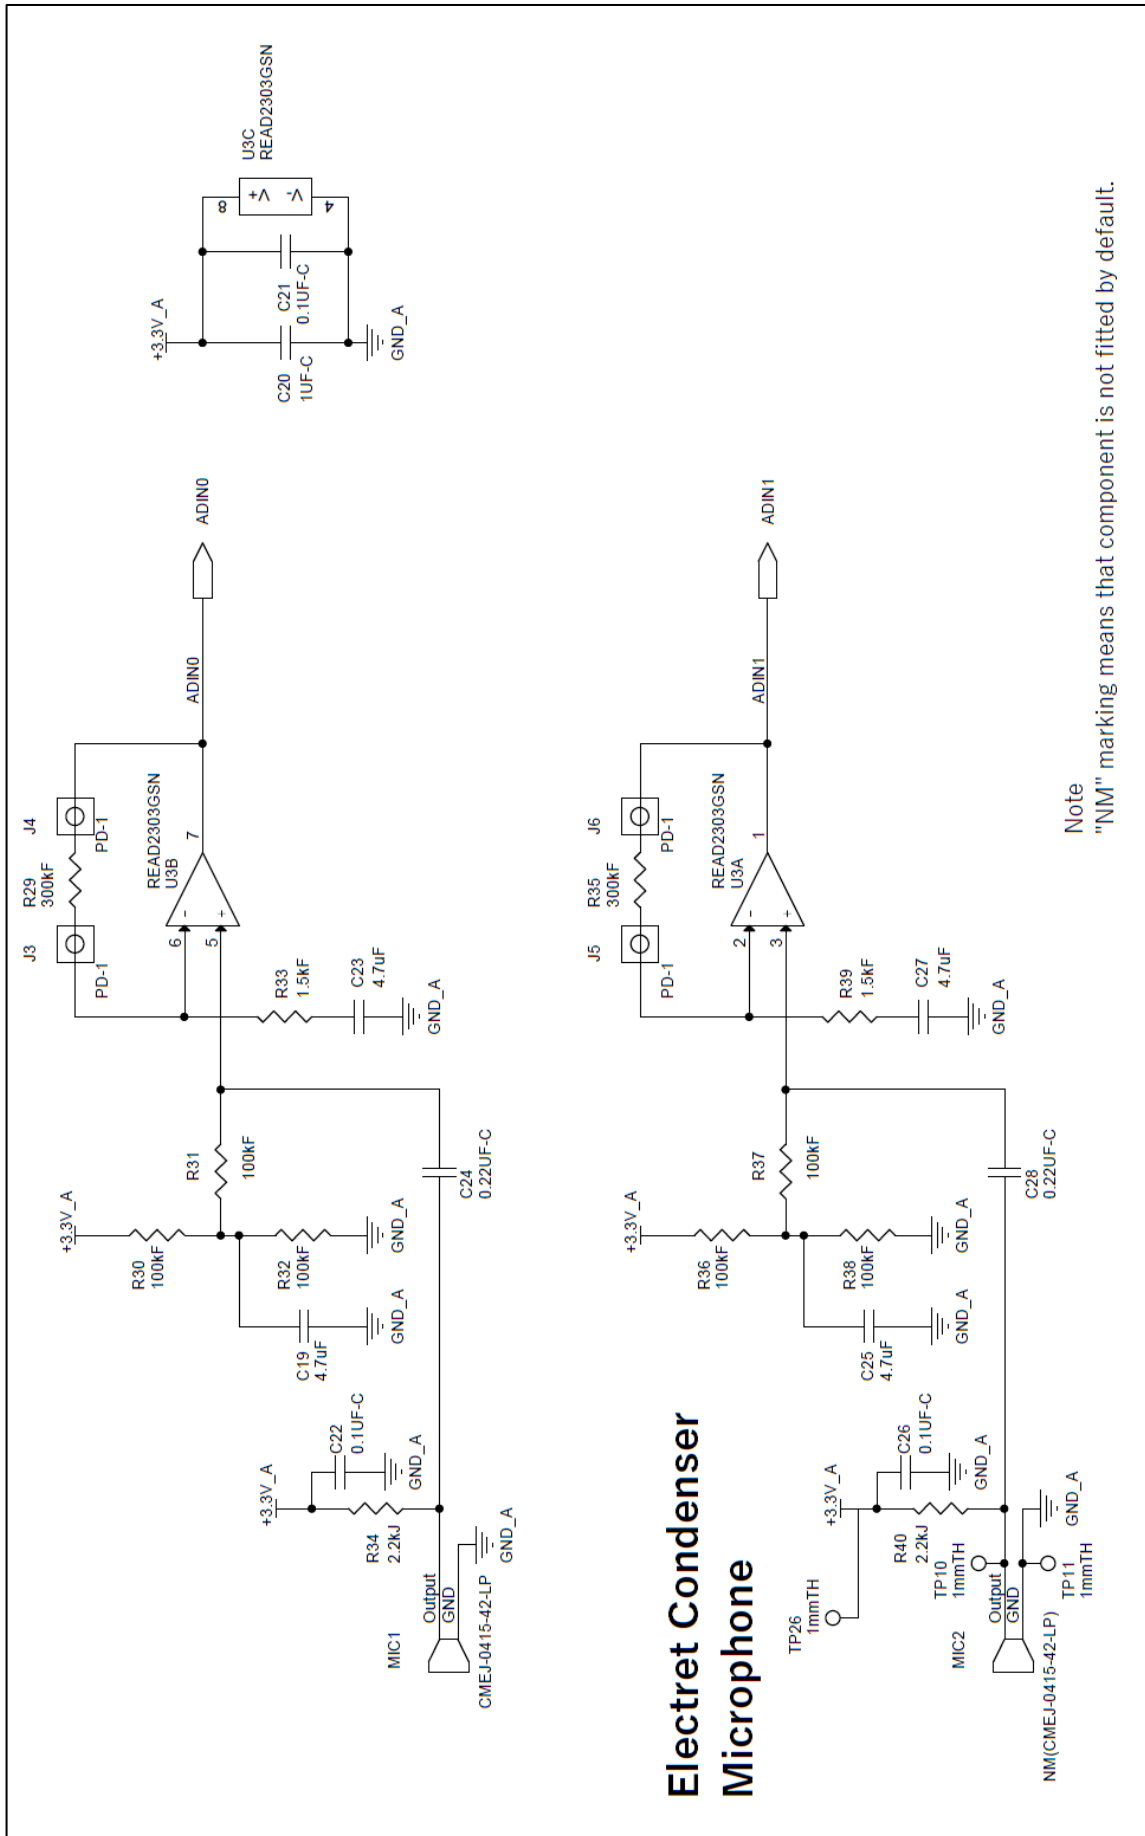 Electret Condenser
Microphone
MIC1
Output
GND
CMEJ-0415-42-LP
GND_A
+3.3V_A
R34
2.2kJ
C22
0.1UF-C
GND_A
C19
4.7uF
GND_A
+3.3V_A
R30
100kF
R32
100kF
GND_A
R31
100kF
C24
0.22UF-C
J3
PD-1
R29
300kF
J4
PD-1
6
5
-
+
7
READ2303GSN
U3B
R33
1.5kF
C23
4.7uF
GND_A
ADIN0
ADIN0
+3.3V_A
C20
1UF-C
C21
0.1UF-C
GND_A
8
4
V+
V-
U3C
READ2303GSN
TP26
1mmTH
MIC2
Output
GND
NM(CMEJ-0415-42-LP)
TP10
1mmTH
TP11
1mmTH
GND_A
+3.3V_A
R40
2.2kJ
C26
0.1UF-C
GND_A
C25
4.7uF
GND_A
+3.3V_A
R36
100kF
R38
100kF
GND_A
R37
100kF
C28
0.22UF-C
J5
PD-1
R35
300kF
J6
PD-1
2
3
-
+
1
READ2303GSN
U3A
R39
1.5kF
C27
4.7uF
GND_A
ADIN1
ADIN1
Note
"NM" marking means that component is not fitted by default.